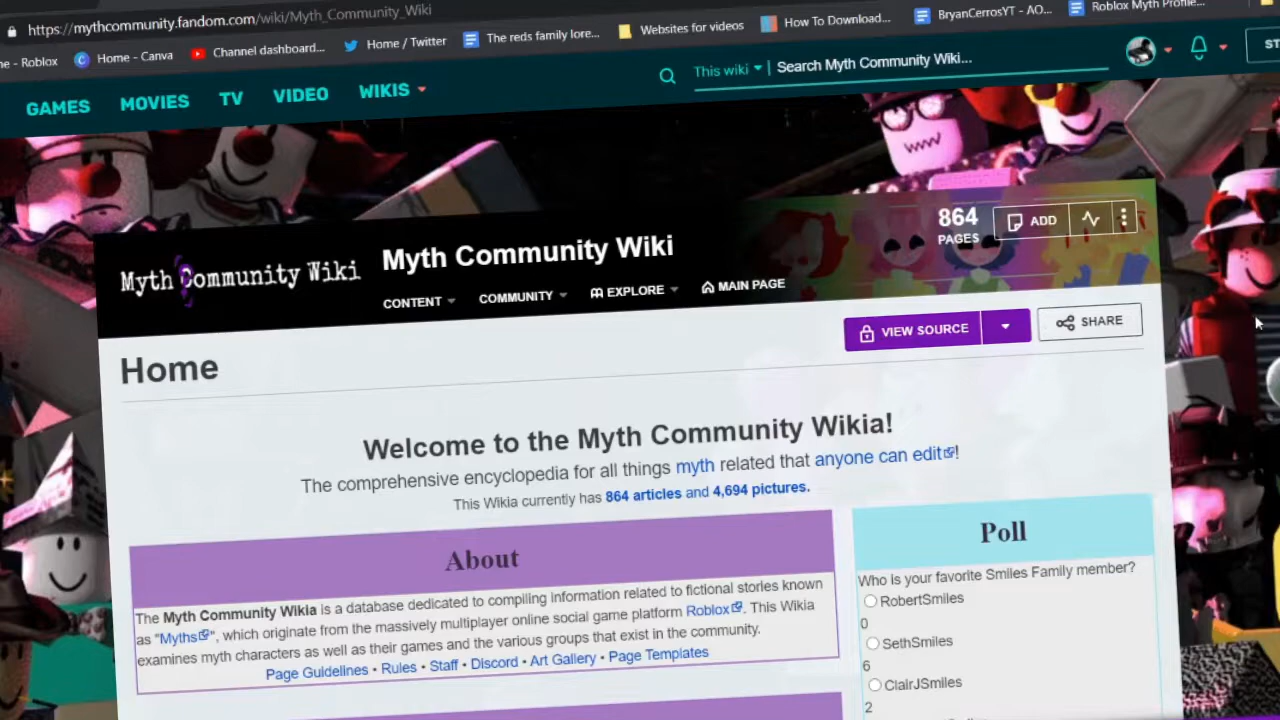 https://mythcommunity.fandom.com/wiki/Myth_Community_Wiki
ne - Roblox
Home - Canva
Channel dashboard...
Home / Twitter
The reds family lore...
Websites for videos
How To Download...
BryanCerrosYT - AO...
Roblox Myth Profile...
GAMES MOVIES TV VIDEO WIKIS
This wiki Search Myth Community Wiki...
ST
Myth Community Wiki
Myth Community Wiki
864
PAGES
ADD
CONTENT COMMUNITY EXPLORE MAIN PAGE
Home
VIEW SOURCE
SHARE
Welcome to the Myth Community Wikia!
The comprehensive encyclopedia for all things myth related that anyone can edit!
This Wikia currently has 864 articles and 4,694 pictures.
About
The Myth Community Wikia is a database dedicated to compiling information related to fictional stories known
as "Myths", which originate from the massively multiplayer online social game platform Roblox. This Wikia
examines myth characters as well as their games and the various groups that exist in the community.
Page Guidelines • Rules • Staff • Discord • Art Gallery • Page Templates
Poll
Who is your favorite Smiles Family member?
RobertSmiles
0
SethSmiles
6
ClairJSmiles
2